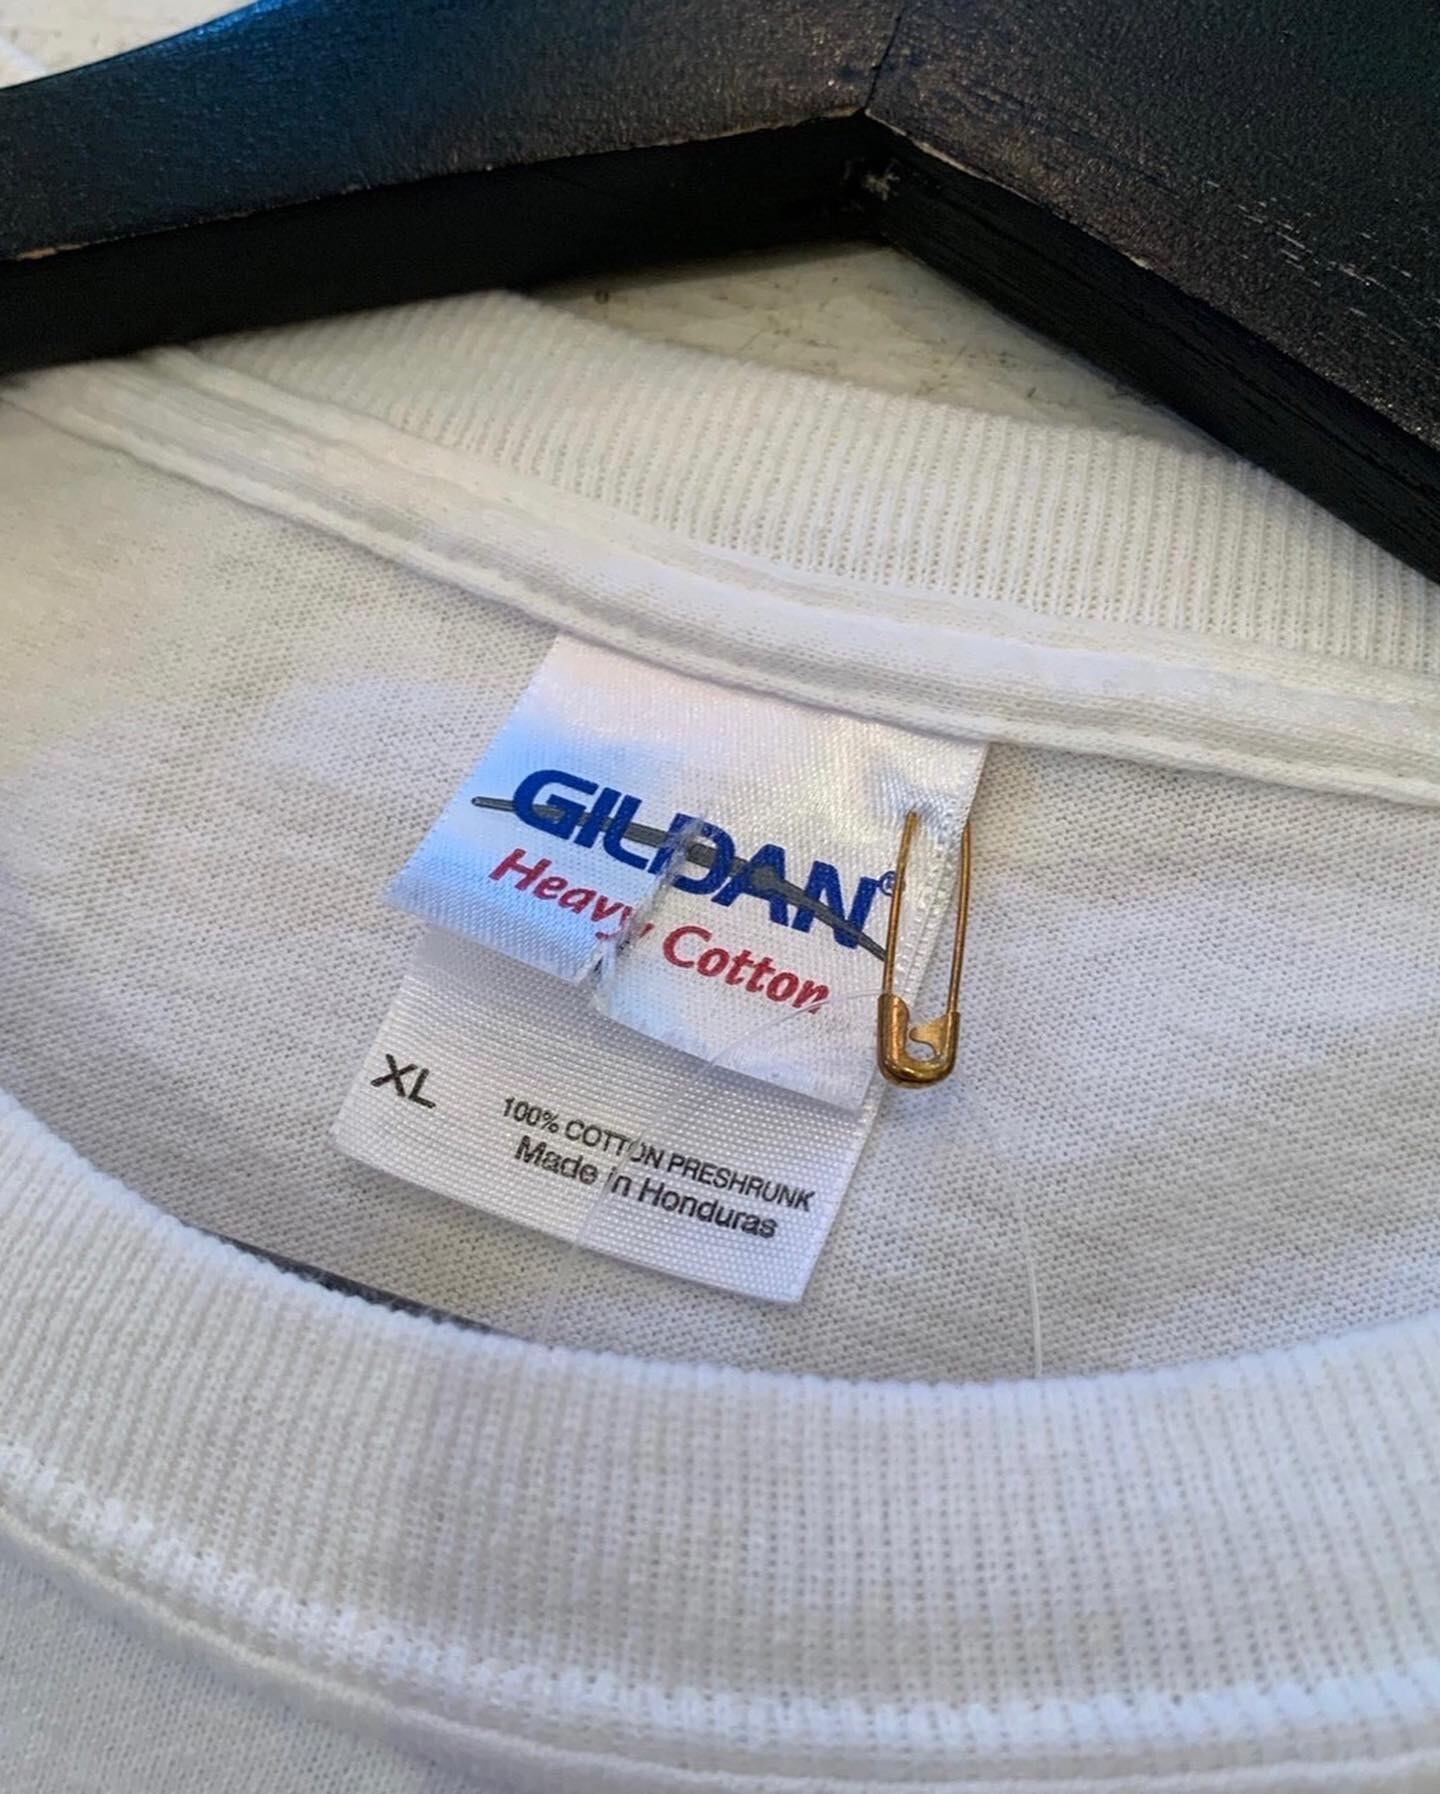 GILDAN®
Heavy Cotton
XL
100% COTTON PRESHRUNK
Made in Honduras